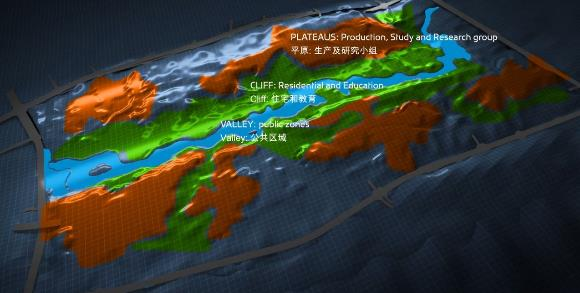 PLATEAUS: Production, Study and Research group
平原: 生产及研究小组
CLIFF: Residential and Education
Cliff: 住宅和教育
VALLEY: public zones
Valley: 公共区域